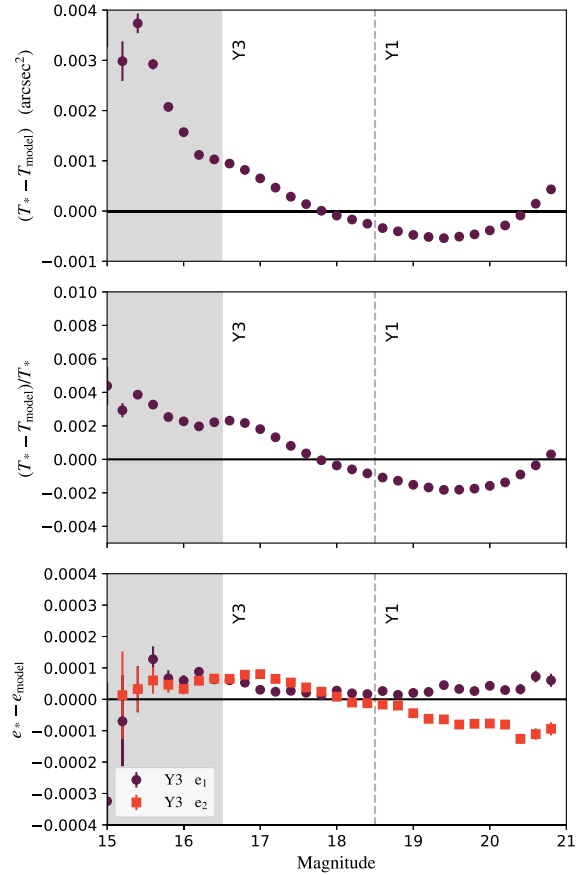 0.004
0.003
0.002
0.001
0.000
−0.001
(T* − Tmodel) (arcsec²)
Y3
Y1
0.010
0.008
0.006
0.004
0.002
0.000
−0.002
−0.004
(T* − Tmodel)/T*
Y3
Y1
0.0004
0.0003
0.0002
0.0001
0.0000
−0.0001
−0.0002
−0.0003
−0.0004
e* − emodel
Y3
Y1
Y3 e₁
Y3 e₂
15 16 17 18 19 20 21
Magnitude